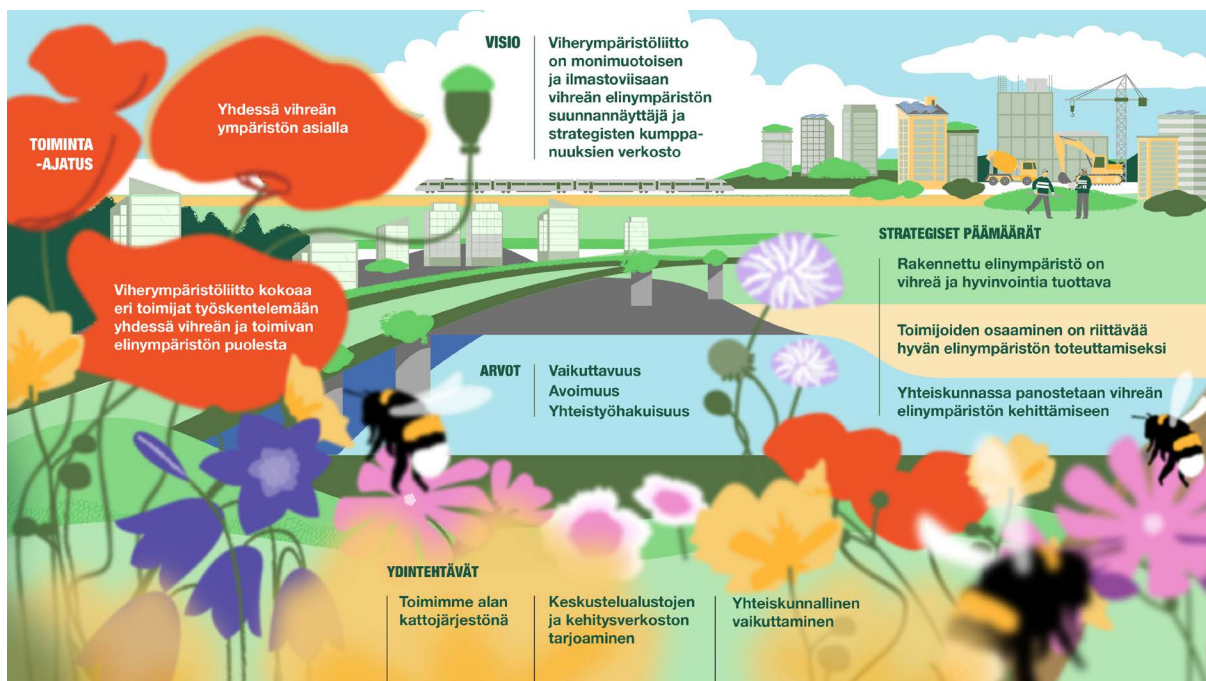 TOIMINTA
-AJATUS
Yhdessä vihreän
ympäristön asialla
Viherympäristöliitto kokoaa
eri toimijat työskentelemään
yhdessä vihreän ja toimivan
elinympäristön puolesta
VISIO
Viherympäristöliitto
on monimuotoisen
ja ilmastoviisaan
vihreän elinympäristön
suunnannäyttäjä ja
strategisten kumppa-
nuuksien verkosto
STRATEGISET PÄÄMÄÄRÄT
Rakennettu elinympäristö on
vihreä ja hyvinvointia tuottava
Toimijoiden osaaminen on riittävää
hyvän elinympäristön toteuttamiseksi
Yhteiskunnassa panostetaan vihreän
elinympäristön kehittämiseen
ARVOT
Vaikuttavuus
Avoimuus
Yhteistyöhakuisuus
YDINTEHTÄVÄT
Toimimme alan
kattojärjestönä
Keskustelualustojen
ja kehitysverkoston
tarjoaminen
Yhteiskunnallinen
vaikuttaminen